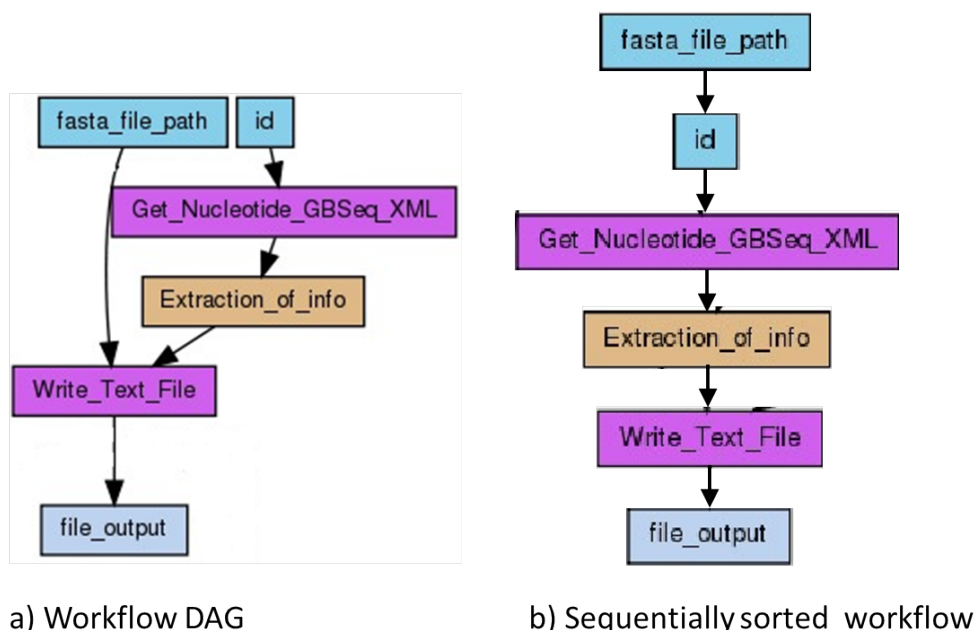 fasta_file_path
id
Get_Nucleotide_GBSeq_XML
Extraction_of_info
Write_Text_File
file_output
a) Workflow DAG
fasta_file_path
id
Get_Nucleotide_GBSeq_XML
Extraction_of_info
Write_Text_File
file_output
b) Sequentially sorted workflow